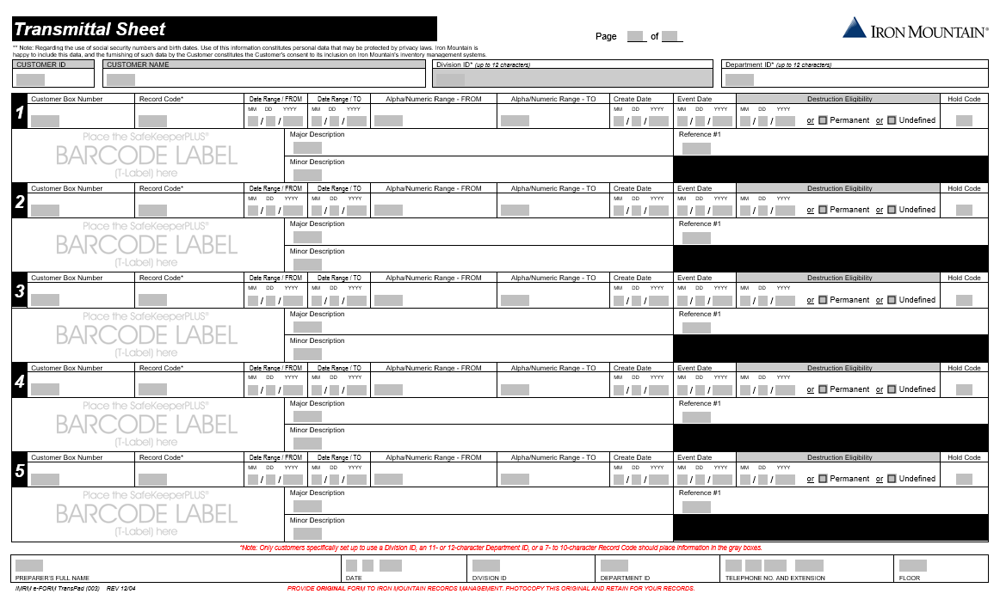 Transmittal Sheet
Page of
IRON MOUNTAIN®
** Note: Regarding the use of social security numbers and birth dates. Use of this information constitutes personal data that may be protected by privacy laws. Iron Mountain is
happy to include this data, and the furnishing of such data by the Customer constitutes the Customer's consent to its inclusion on Iron Mountain's inventory management systems.
CUSTOMER ID CUSTOMER NAME Division ID* (up to 12 characters) Department ID* (up to 12 characters)
1 Customer Box Number Record Code* Date Range / FROM Date Range / TO Alpha/Numeric Range - FROM Alpha/Numeric Range - TO Create Date Event Date Destruction Eligibility Hold Code
MM DD YYYY MM DD YYYY MM DD YYYY MM DD YYYY MM DD YYYY
/ / / / / / / / / / or Permanent or Undefined
Place the SafeKeeperPLUS® Major Description Reference #1
BARCODE LABEL
(T-Label) here Minor Description
2 Customer Box Number Record Code* Date Range / FROM Date Range / TO Alpha/Numeric Range - FROM Alpha/Numeric Range - TO Create Date Event Date Destruction Eligibility Hold Code
MM DD YYYY MM DD YYYY MM DD YYYY MM DD YYYY MM DD YYYY
/ / / / / / / / / / or Permanent or Undefined
Place the SafeKeeperPLUS® Major Description Reference #1
BARCODE LABEL
(T-Label) here Minor Description
3 Customer Box Number Record Code* Date Range / FROM Date Range / TO Alpha/Numeric Range - FROM Alpha/Numeric Range - TO Create Date Event Date Destruction Eligibility Hold Code
MM DD YYYY MM DD YYYY MM DD YYYY MM DD YYYY MM DD YYYY
/ / / / / / / / / / or Permanent or Undefined
Place the SafeKeeperPLUS® Major Description Reference #1
BARCODE LABEL
(T-Label) here Minor Description
4 Customer Box Number Record Code* Date Range / FROM Date Range / TO Alpha/Numeric Range - FROM Alpha/Numeric Range - TO Create Date Event Date Destruction Eligibility Hold Code
MM DD YYYY MM DD YYYY MM DD YYYY MM DD YYYY MM DD YYYY
/ / / / / / / / / / or Permanent or Undefined
Place the SafeKeeperPLUS® Major Description Reference #1
BARCODE LABEL
(T-Label) here Minor Description
5 Customer Box Number Record Code* Date Range / FROM Date Range / TO Alpha/Numeric Range - FROM Alpha/Numeric Range - TO Create Date Event Date Destruction Eligibility Hold Code
MM DD YYYY MM DD YYYY MM DD YYYY MM DD YYYY MM DD YYYY
/ / / / / / / / / / or Permanent or Undefined
Place the SafeKeeperPLUS® Major Description Reference #1
BARCODE LABEL
(T-Label) here Minor Description
*Note: Only customers specifically set up to use a Division ID, an 11- or 12-character Department ID, or a 7- to 10-character Record Code should place information in the gray boxes.
PREPARER'S FULL NAME DATE DIVISION ID DEPARTMENT ID TELEPHONE NO. AND EXTENSION FLOOR
IMRM e-FORM TransPad (003) REV 12/04 PROVIDE ORIGINAL FORM TO IRON MOUNTAIN RECORDS MANAGEMENT. PHOTOCOPY THIS ORIGINAL AND RETAIN FOR YOUR RECORDS.